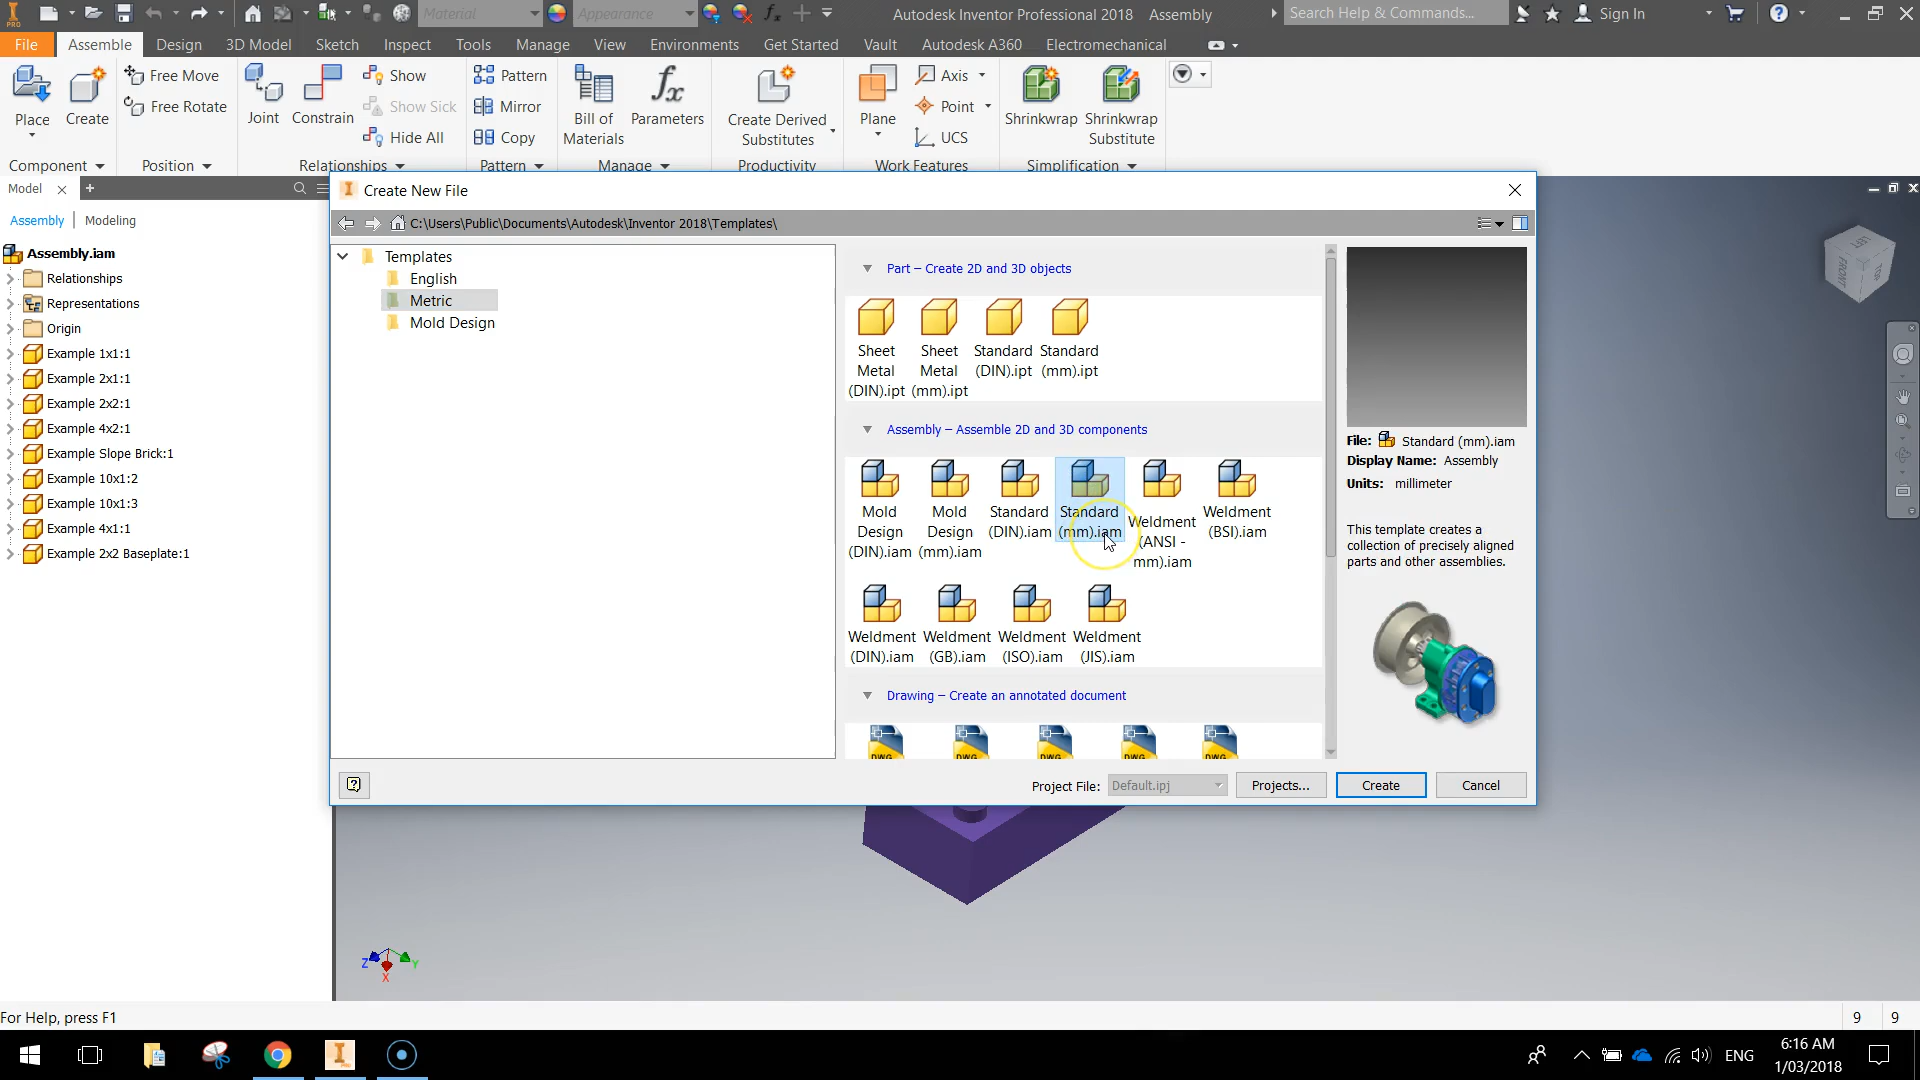 PRO
Material
Appearance
Autodesk Inventor Professional 2018 Assembly
Search Help & Commands...
Sign In
File
Assemble
Design
3D Model
Sketch
Inspect
Tools
Manage
View
Environments
Get Started
Vault
Autodesk A360
Electromechanical
Place
Create
Free Move
Free Rotate
Joint
Constrain
Show
Show Sick
Hide All
Pattern
Mirror
Copy
Bill of
Materials
fx
Parameters
Create Derived
Substitutes
Plane
Axis
Point
UCS
Shrinkwrap
Shrinkwrap
Substitute
Component
Position
Relationships
Pattern
Manage
Productivity
Work Features
Simplification
Model
Assembly
Modeling
Assembly.iam
Relationships
Representations
Origin
Example 1x1:1
Example 2x1:1
Example 2x2:1
Example 4x2:1
Example Slope Brick:1
Example 10x1:2
Example 10x1:3
Example 4x1:1
Example 2x2 Baseplate:1
Create New File
C:\Users\Public\Documents\Autodesk\Inventor 2018\Templates\
Templates
English
Metric
Mold Design
Part – Create 2D and 3D objects
Sheet
Metal
(DIN).ipt
Sheet
Metal
(mm).ipt
Standard
(DIN).ipt
Standard
(mm).ipt
Assembly – Assemble 2D and 3D components
Mold
Design
(DIN).iam
Mold
Design
(mm).iam
Standard
(DIN).iam
Standard
(mm).iam
Weldment
(ANSI -
mm).iam
Weldment
(BSI).iam
Weldment
(DIN).iam
Weldment
(GB).iam
Weldment
(ISO).iam
Weldment
(JIS).iam
Drawing – Create an annotated document
DWG
DWG
DWG
DWG
DWG
File: Standard (mm).iam
Display Name: Assembly
Units: millimeter
This template creates a
collection of precisely aligned
parts and other assemblies.
Project File:
Default.ipj
Projects...
Create
Cancel
FRONT
LEFT
TOP
Z
Y
X
For Help, press F1
9
9
ENG
6:16 AM
1/03/2018